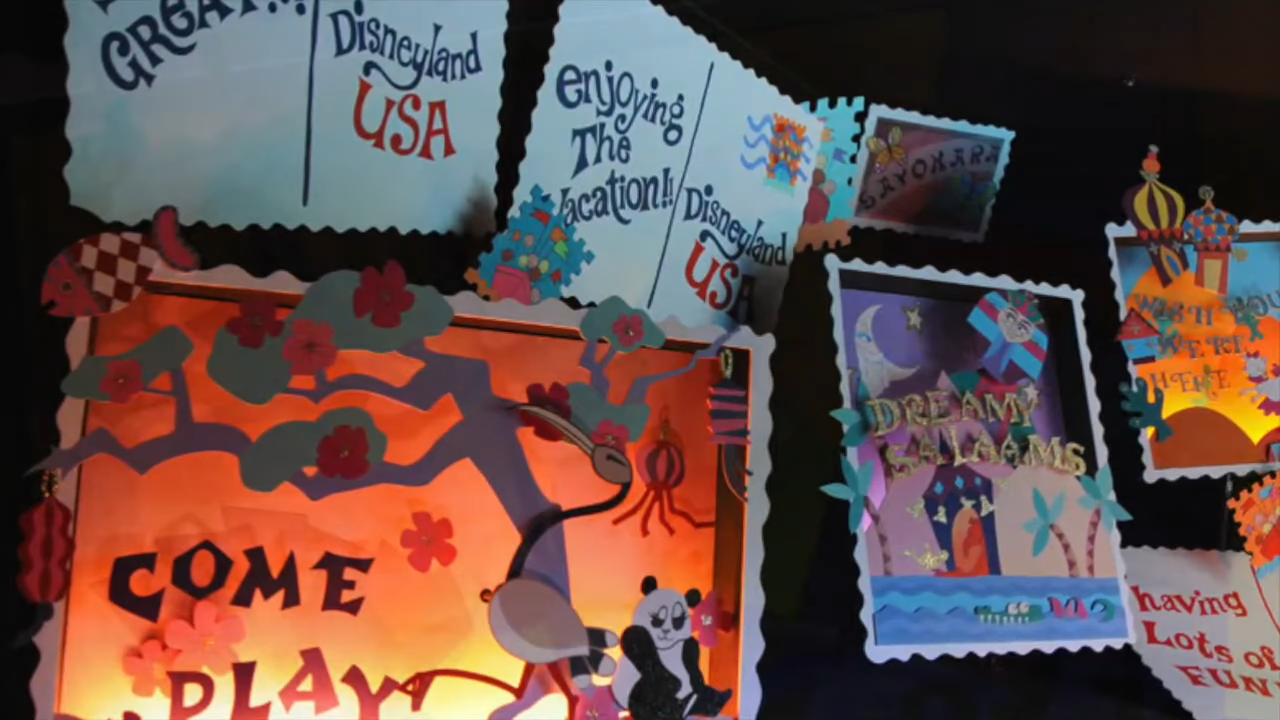 GREAT!!
Disneyland
USA
enjoying
The
Vacation!!
Disneyland
USA
SAYONARA
WISH YOU
WERE
HERE
DREAMY
SALAAMS
COME
PLAY
having
Lots of
FUN